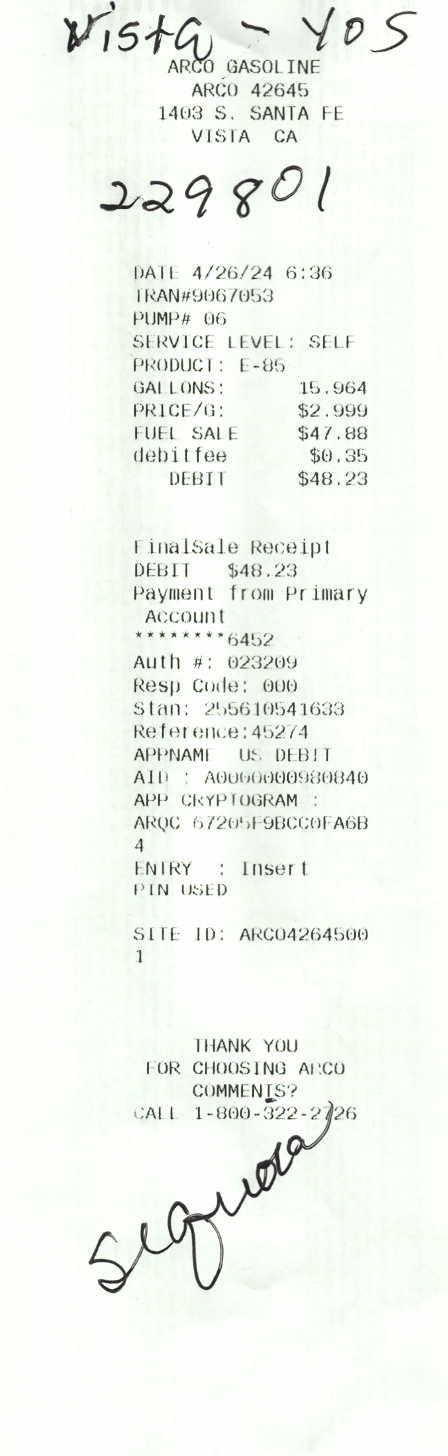 Vista - YOS
ARCO GASOLINE
ARCO 42645
1403 S. SANTA FE
VISTA CA
229801
DATE 4/26/24 6:36
TRAN#9067053
PUMP# 06
SERVICE LEVEL: SELF
PRODUCT: E-85
GALLONS: 15.964
PRICE/G: $2.999
FUEL SALE $47.88
debitfee $0.35
DEBIT $48.23
FinalSale Receipt
DEBIT $48.23
Payment from Primary
Account
********6452
Auth #: 023209
Resp Code: 000
Stan: 255610541633
Reference:45274
APPNAME US DEBIT
AID : A0000000980840
APP CRYPTOGRAM :
ARQC 67205F9BCC0FA6B
4
ENTRY : Insert
PIN USED
SITE ID: ARCO4264500
1
THANK YOU
FOR CHOOSING ARCO
COMMENTS?
CALL 1-800-322-2726
Sequoia